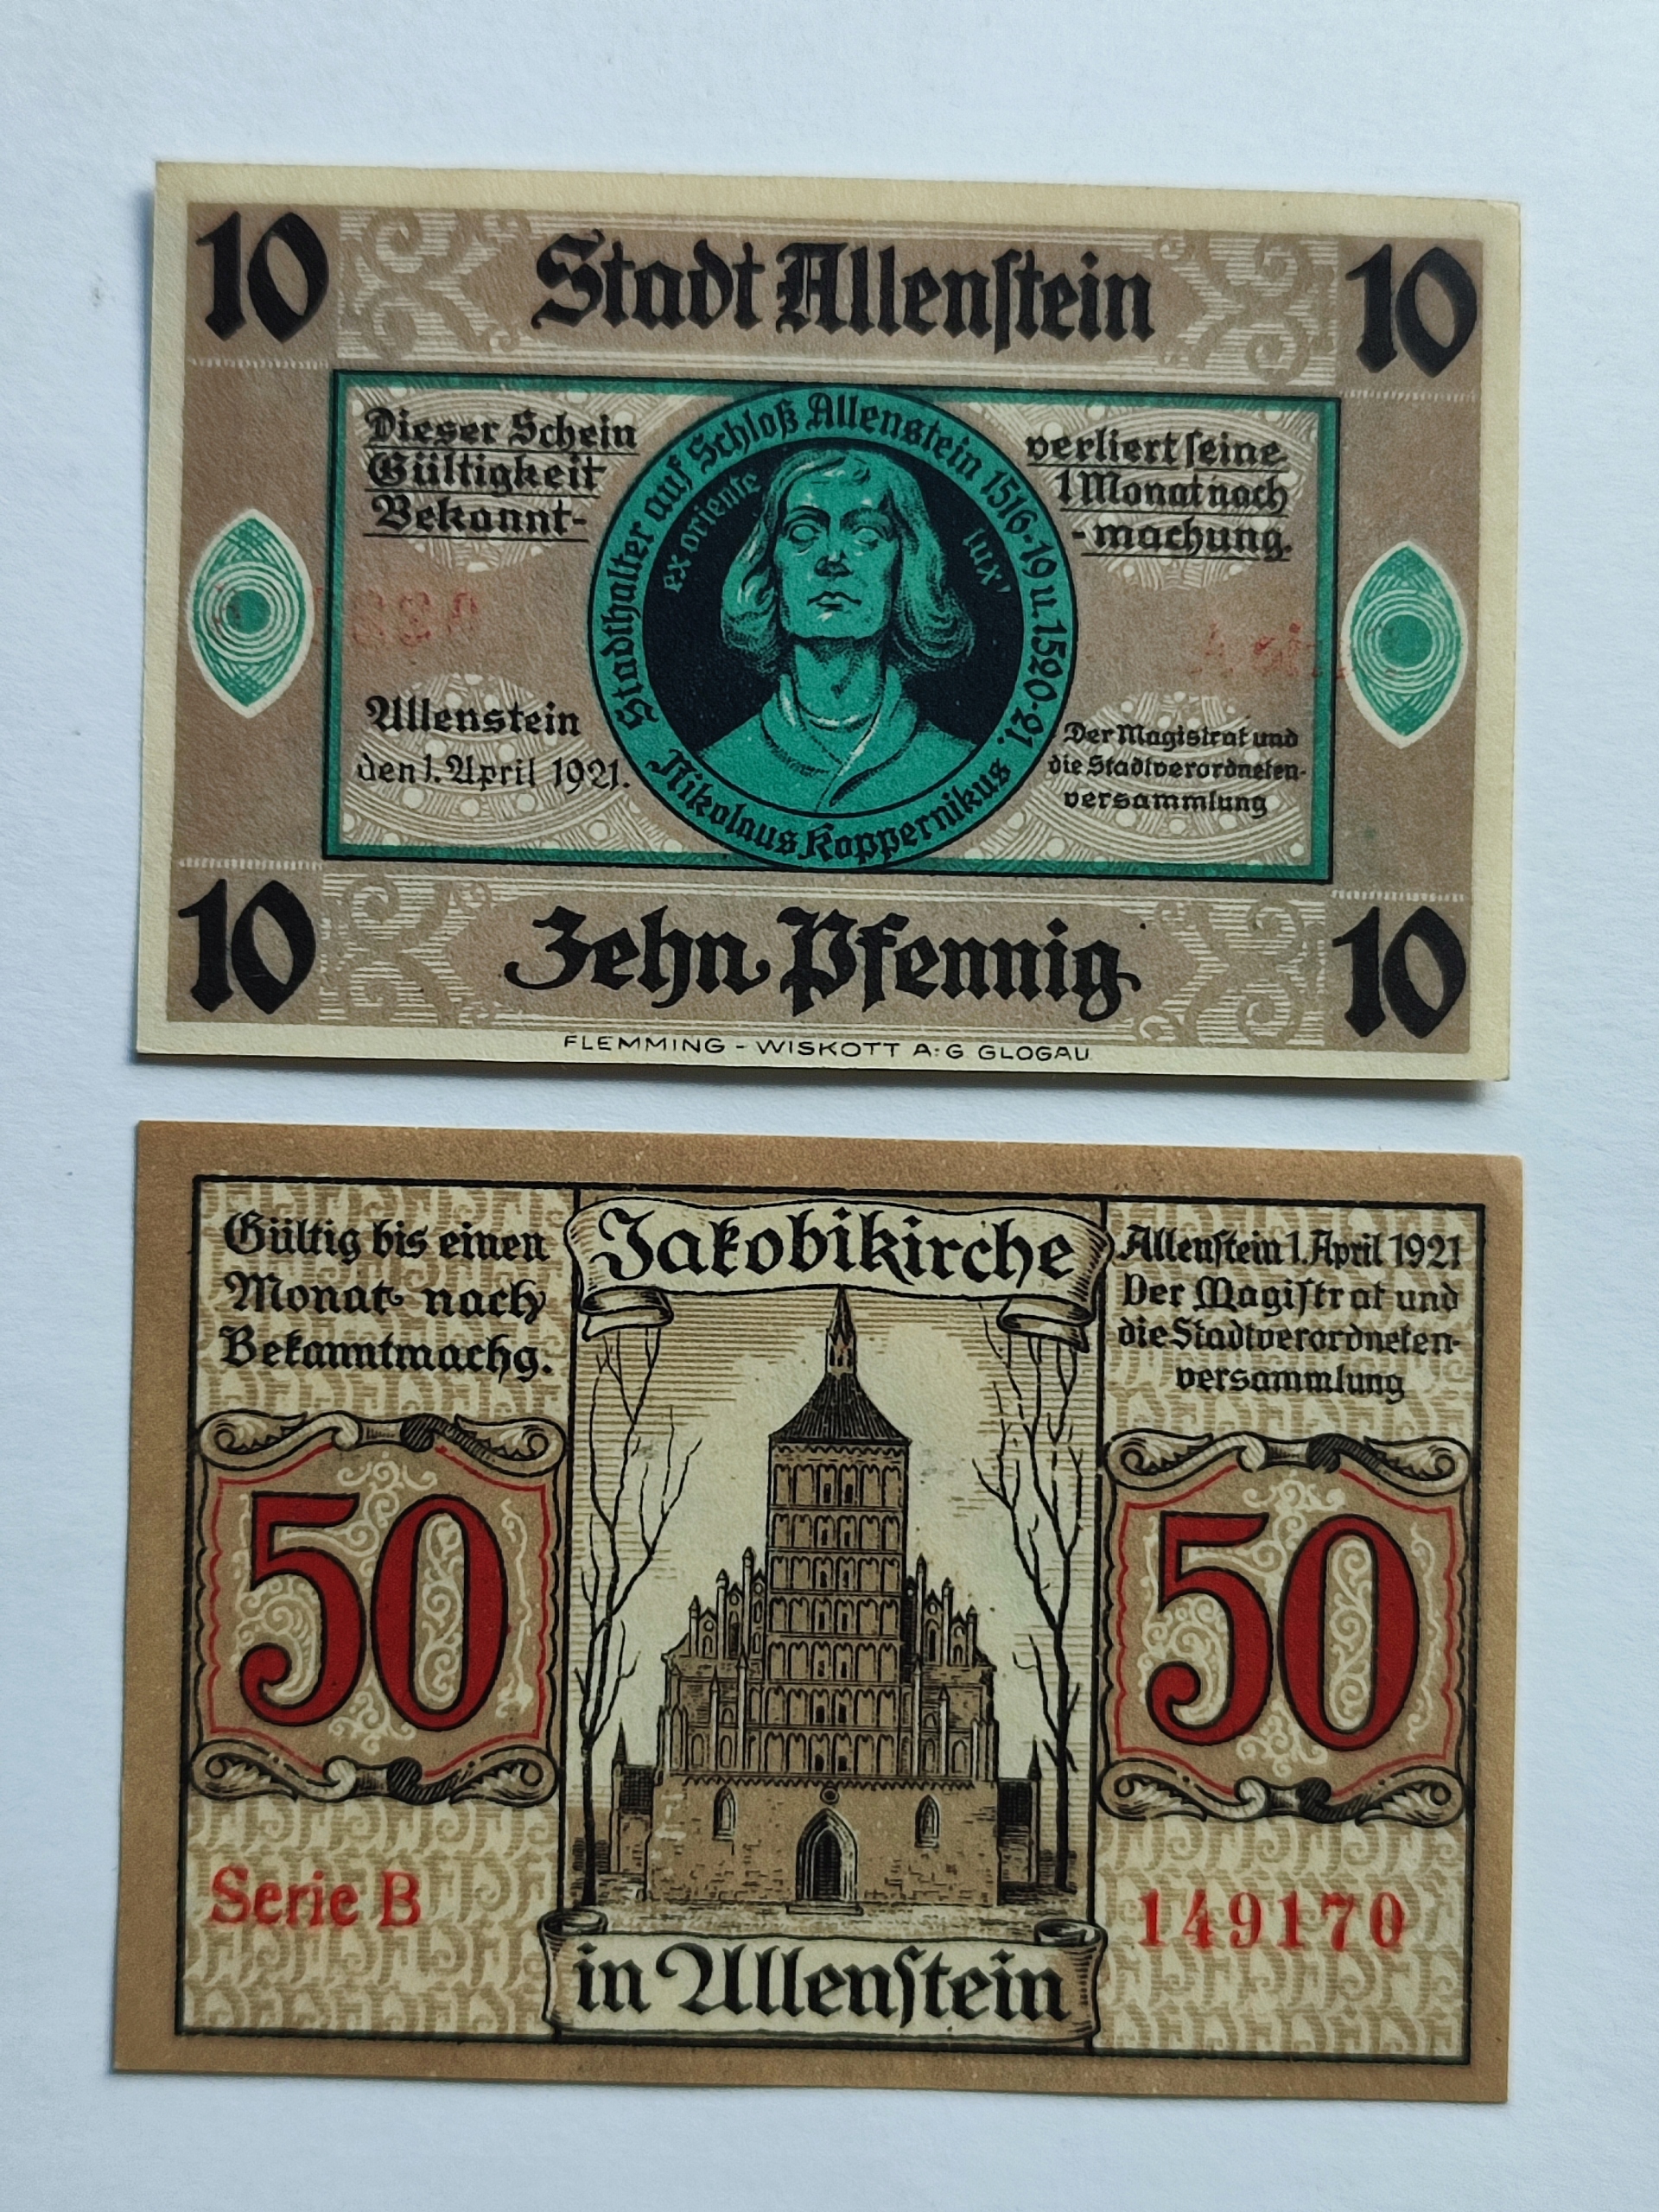 10 Stadt Allenstein 10
Dieser Schein verliert seine
Gültigkeit 1 Monat nach
Bekannt- -machung.
Stadthalter auf Schloß Allenstein 1516-19 u. 1520-21.
Nikolaus Koppernikus
ex oriente lux'
Allenstein
den 1. April 1921.
Der Magistrat und
die Stadtverordneten-
versammlung
10 Zehn Pfennig 10
FLEMMING - WISKOTT A:G GLOGAU
Gültig bis einen
Monat nach
Bekanntmachg.
Jakobikirche
Allenstein 1. April 1921
Der Magistrat und
die Stadtverordneten-
versammlung
50 50
Serie B 149170
in Allenstein